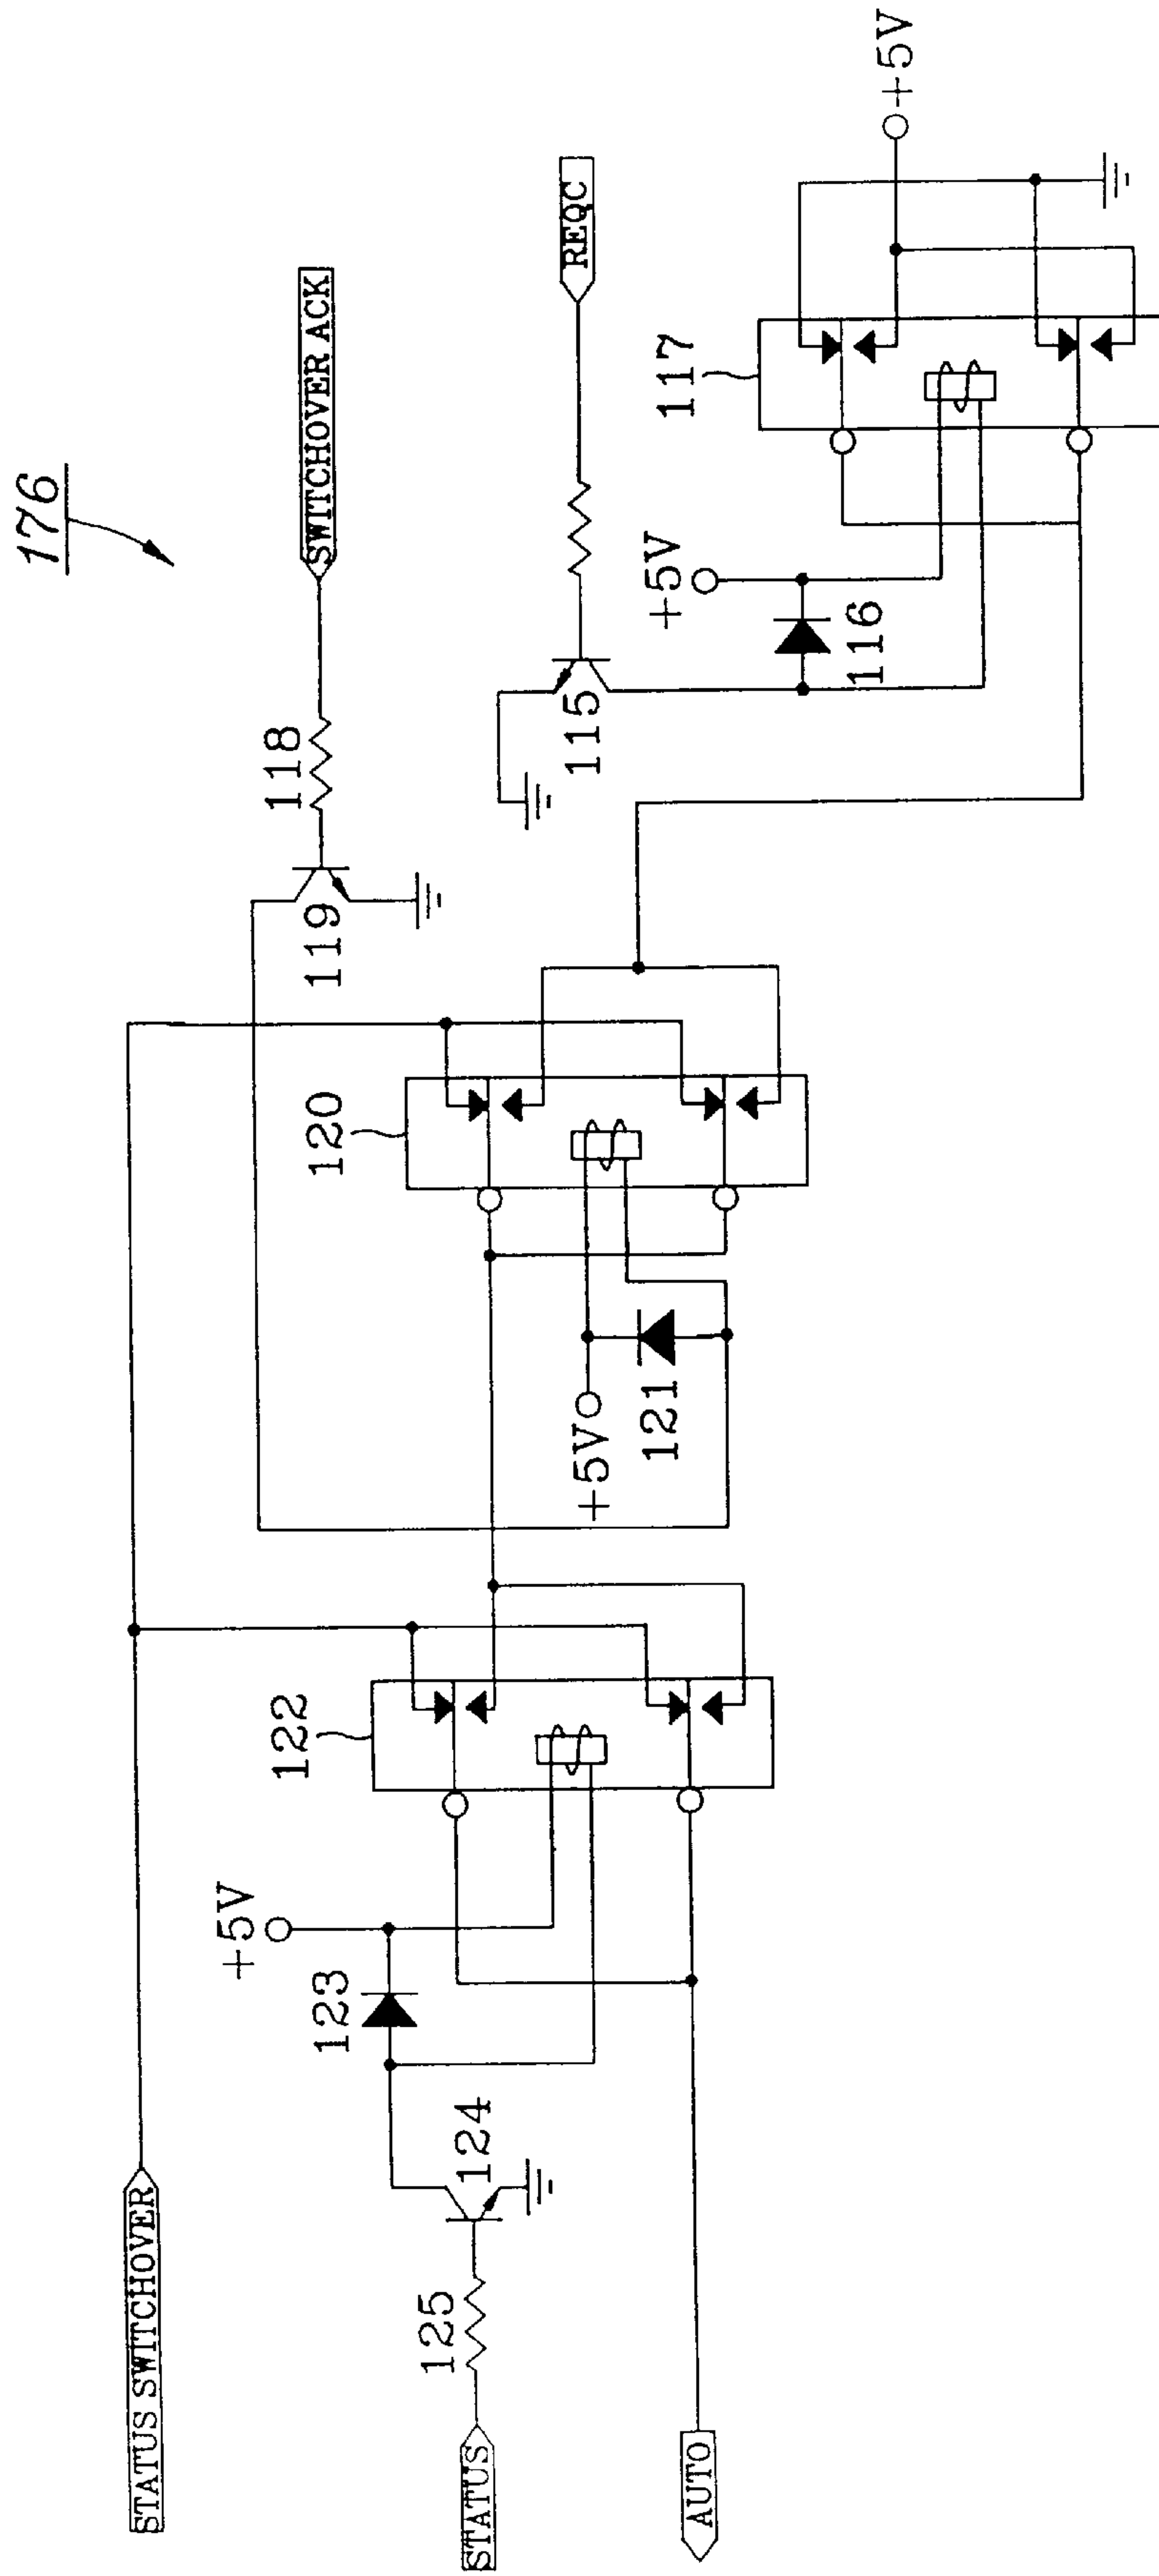 176
STATUS SWITCHOVER
SWITCHOVER ACK
118
119
REQC
115
+5V
116
117
+5V
120
+5V
121
122
+5V
123
124
125
STATUS
AUTO